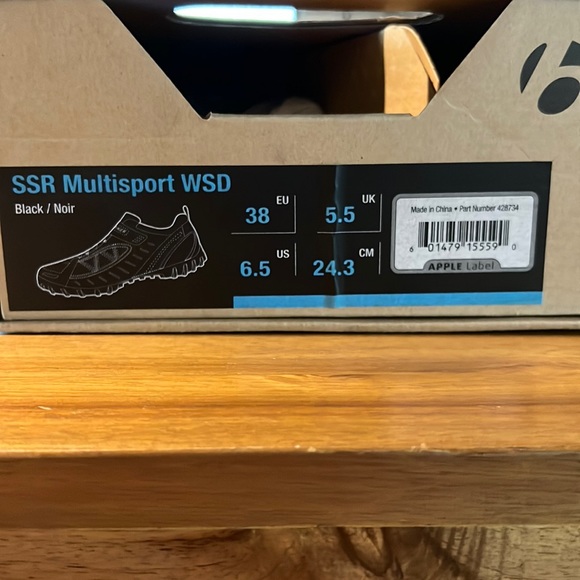 SSR Multisport WSD
Black / Noir
38 EU
5.5 UK
6.5 US
24.3 CM
Made in China • Part Number 428734
6 01479 15559 0
APPLE Label